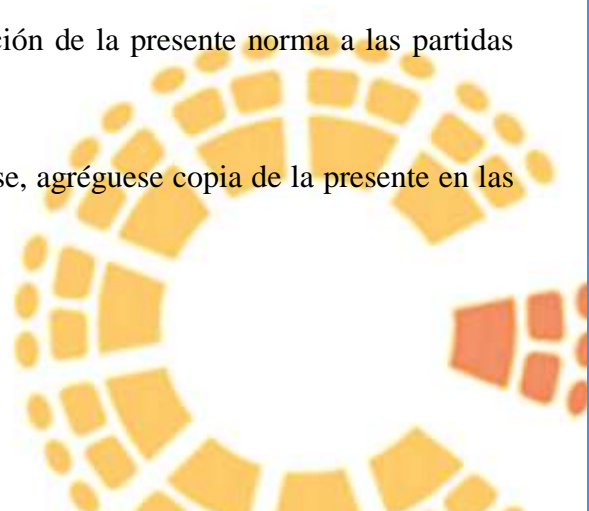 ción de la presente norma a las partidas
se, agréguese copia de la presente en las